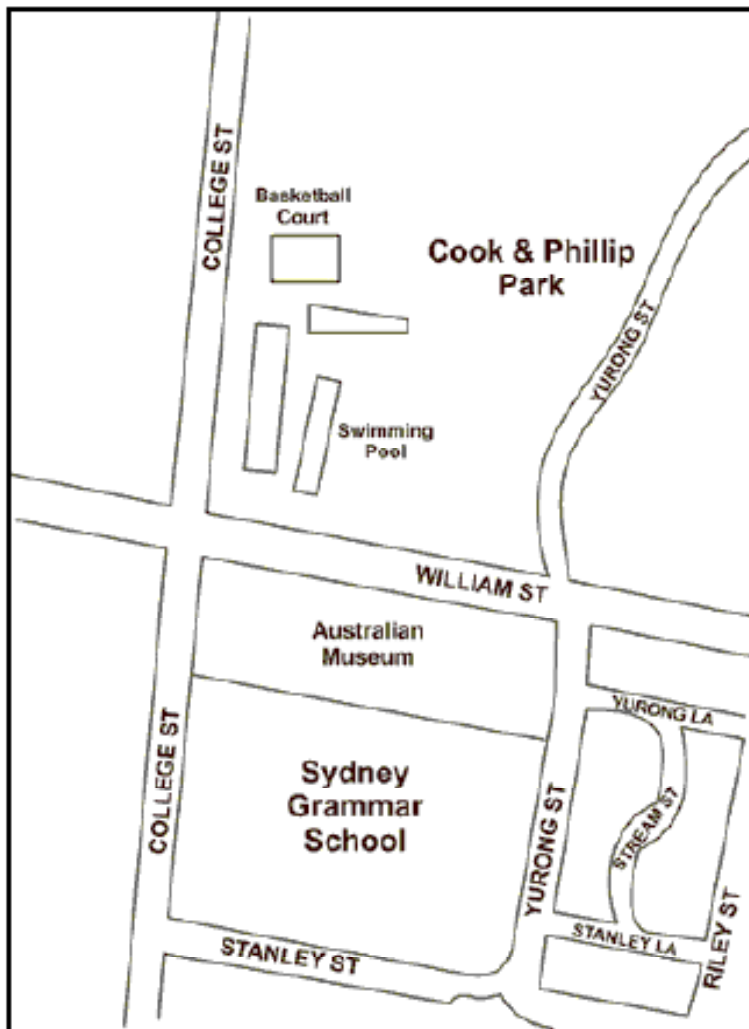 COLLEGE ST
Basketball
Court
Cook & Phillip
Park
YURONG ST
Swimming
Pool
WILLIAM ST
Australian
Museum
YURONG LA
COLLEGE ST
Sydney
Grammar
School
YURONG ST
STREAM ST
RILEY ST
STANLEY LA
STANLEY ST